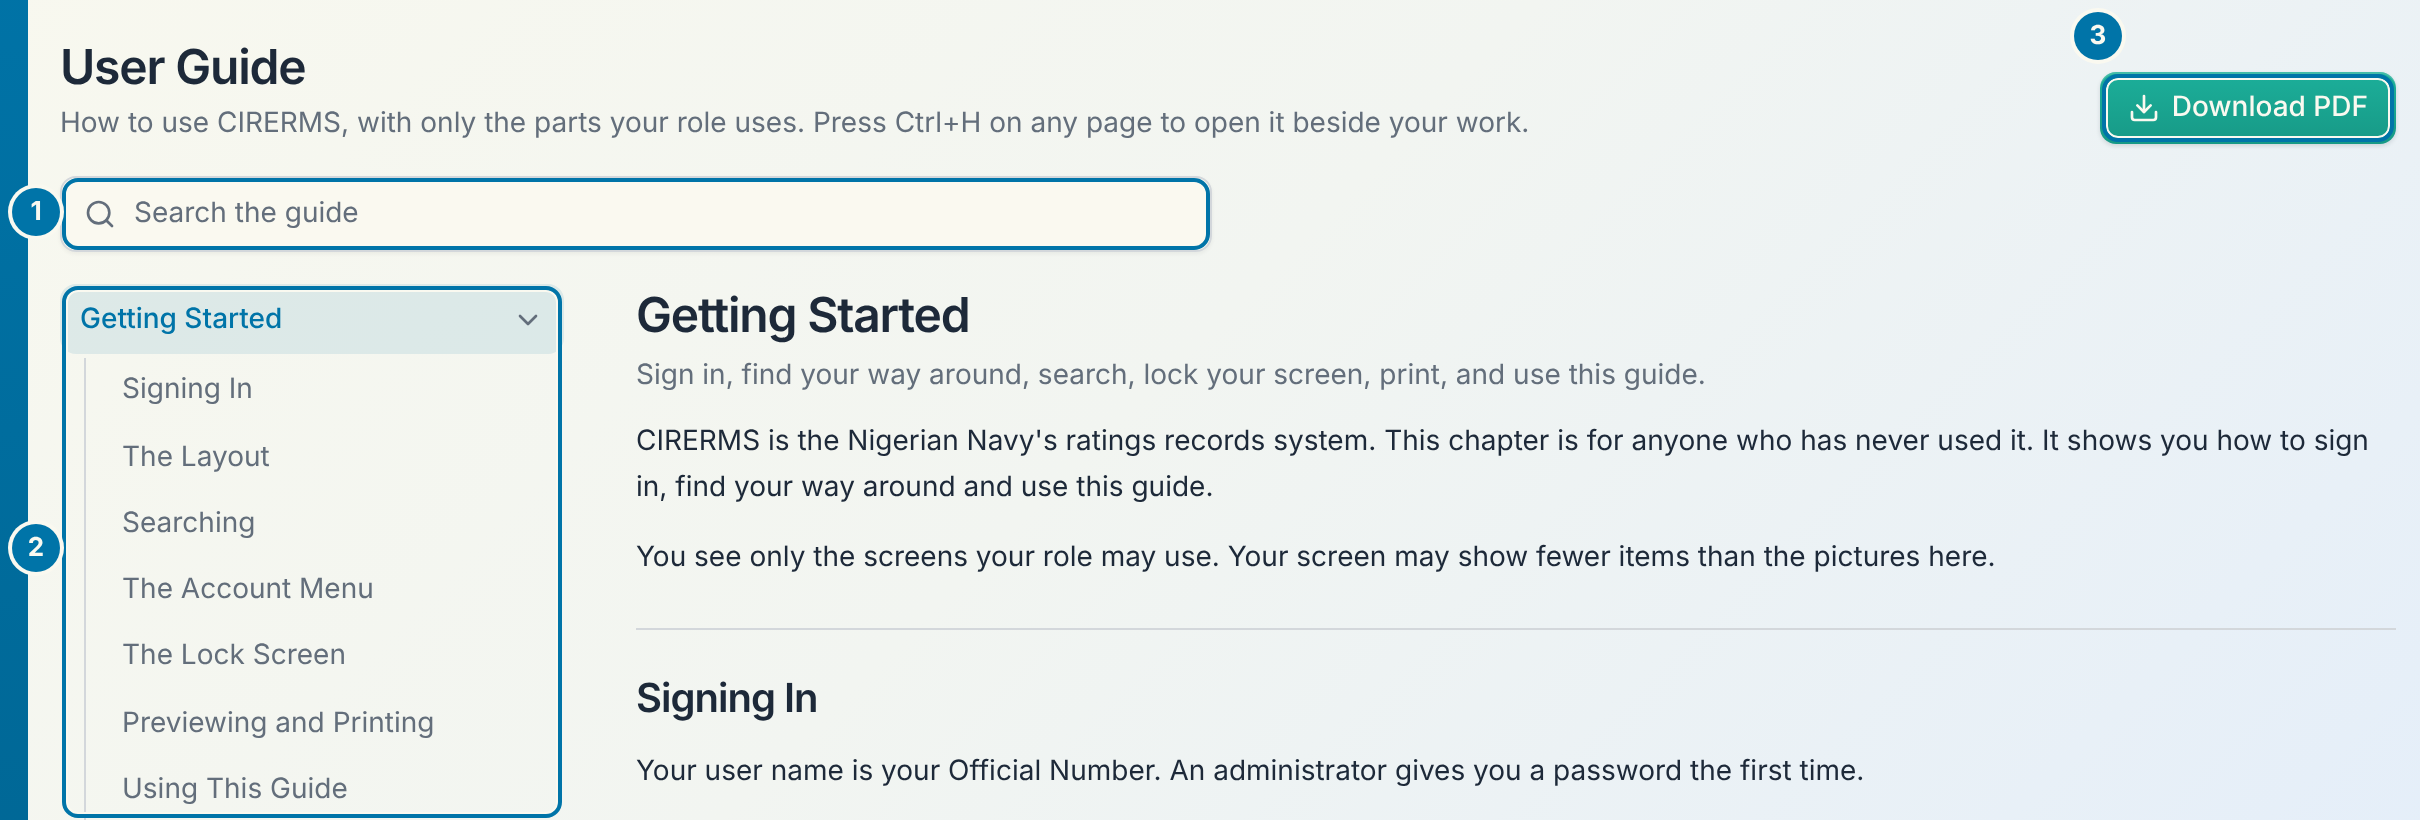 User Guide
How to use CIRERMS, with only the parts your role uses. Press Ctrl+H on any page to open it beside your work.
3
Download PDF
1
Search the guide
2
Getting Started
Signing In
The Layout
Searching
The Account Menu
The Lock Screen
Previewing and Printing
Using This Guide
Getting Started
Sign in, find your way around, search, lock your screen, print, and use this guide.
CIRERMS is the Nigerian Navy's ratings records system. This chapter is for anyone who has never used it. It shows you how to sign
in, find your way around and use this guide.
You see only the screens your role may use. Your screen may show fewer items than the pictures here.
Signing In
Your user name is your Official Number. An administrator gives you a password the first time.